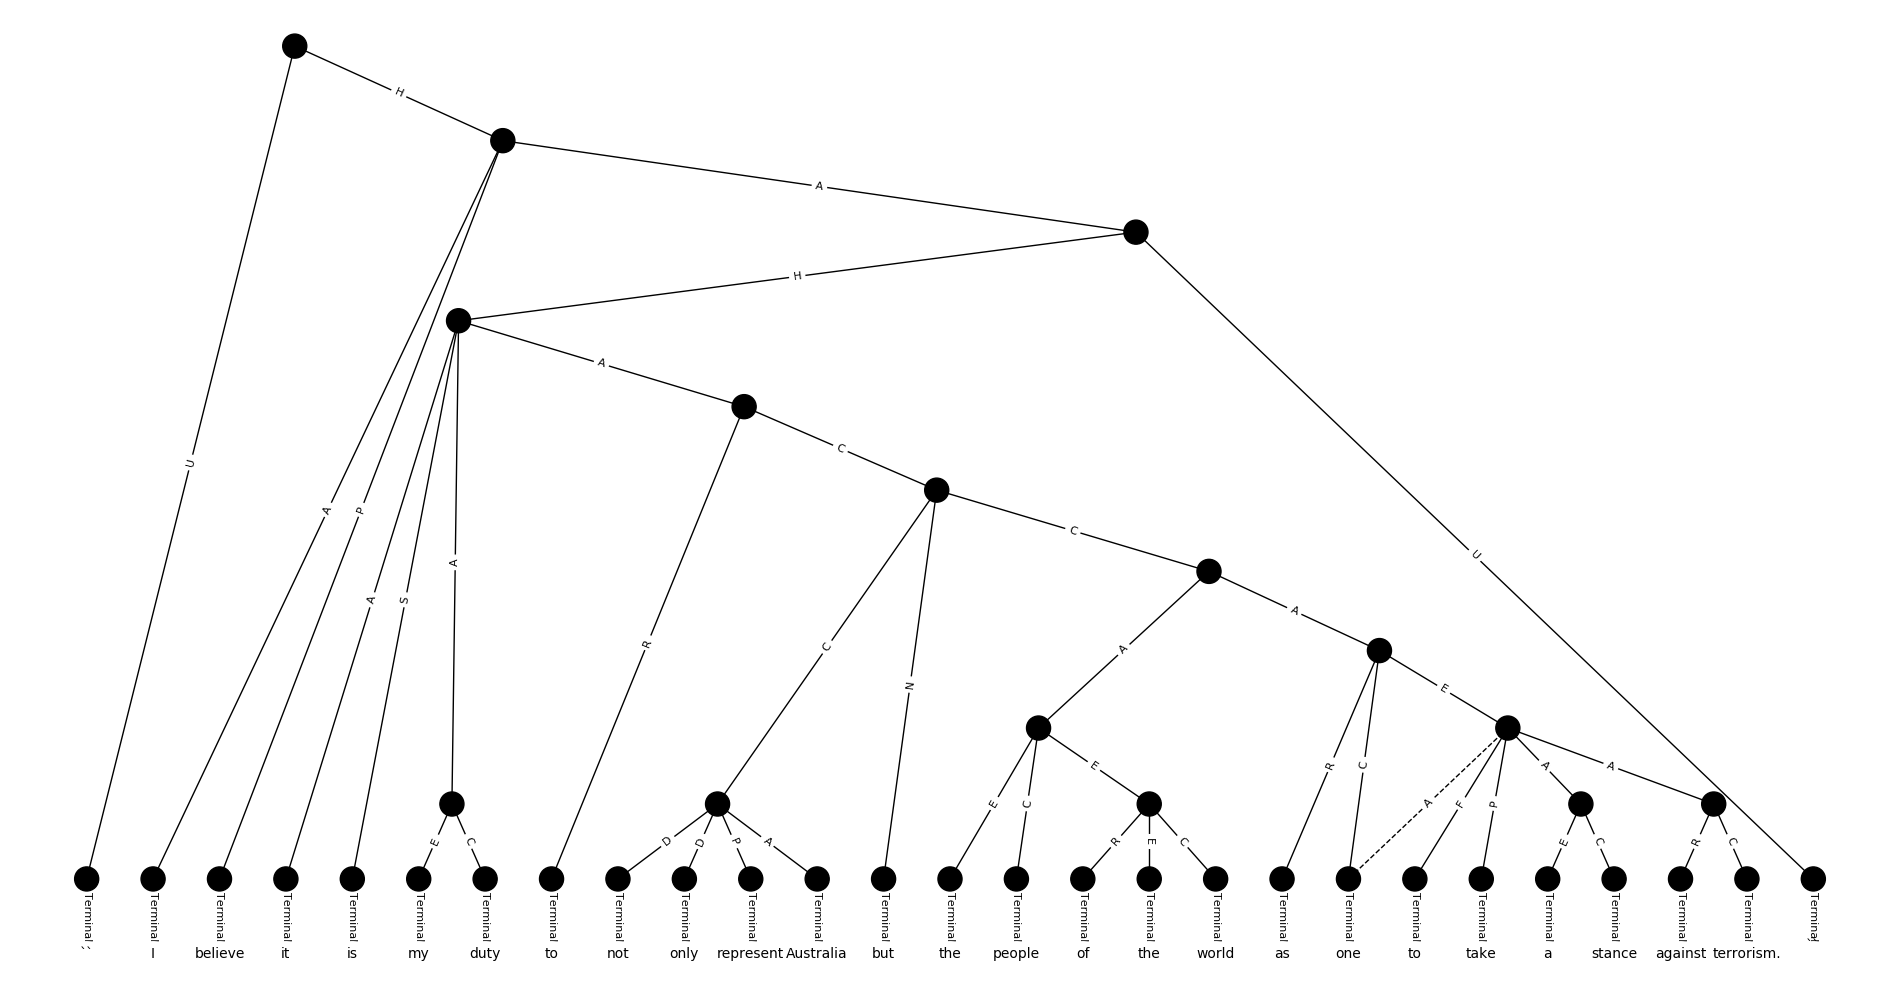 H
A
H
A
C
U
A
P
A
S
A
R
C
N
C
A
A
E
U
E
C
D
D
P
A
E
C
E
R
E
C
R
C
A
F
P
A
A
E
C
R
C
Terminal Terminal Terminal Terminal Terminal Terminal Terminal Terminal Terminal Terminal Terminal Terminal Terminal Terminal Terminal Terminal Terminal Terminal Terminal Terminal Terminal Terminal Terminal Terminal Terminal Terminal Terminal
I believe it is my duty to not only represent Australia but the people of the world as one to take a stance against terrorism.